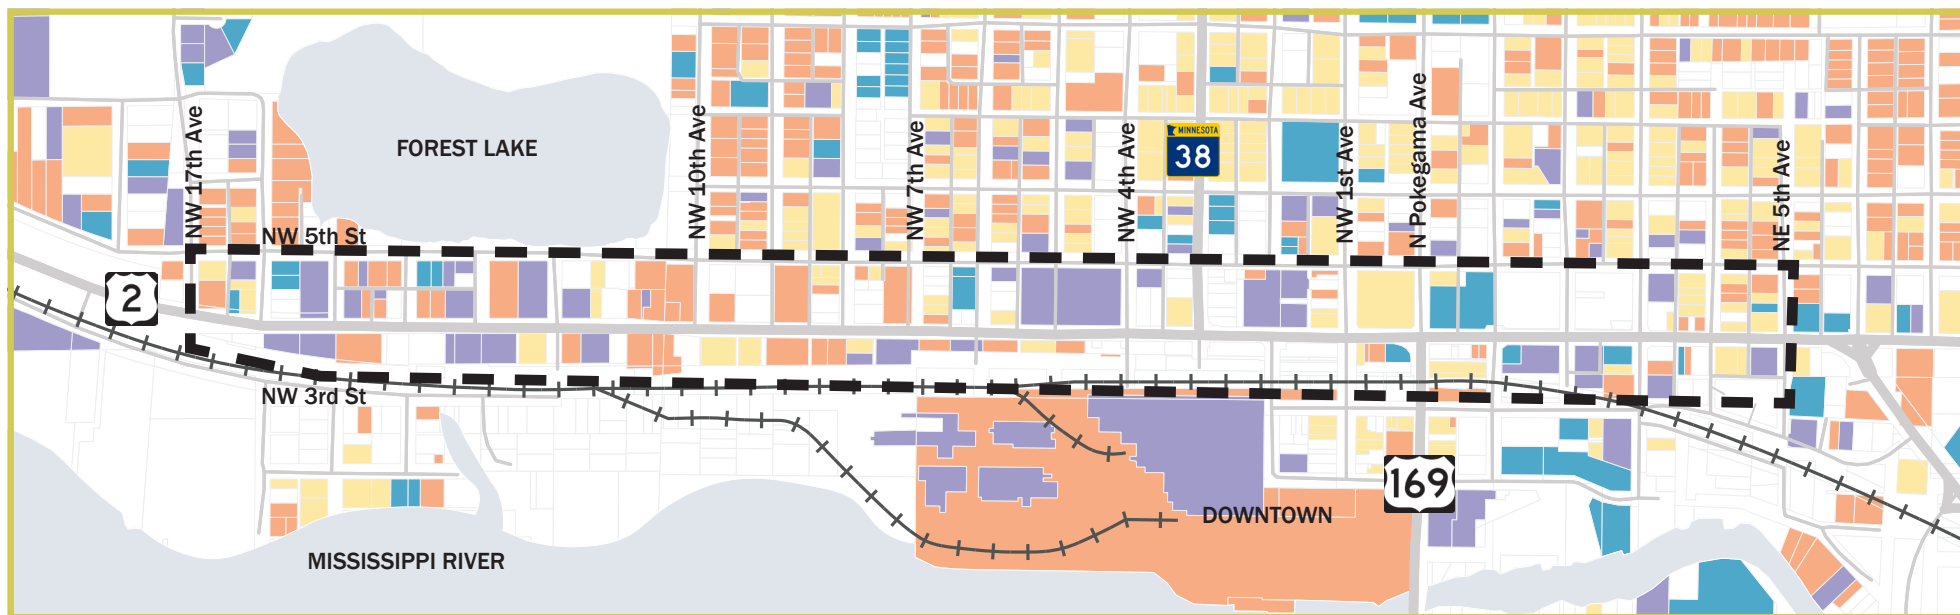 NW 17th Ave
FOREST LAKE
NW 10th Ave
NW 7th Ave
NW 4th Ave
MINNESOTA
38
NW 1st Ave
N Pokegama Ave
NE 5th Ave
NW 5th St
2
NW 3rd St
169
DOWNTOWN
MISSISSIPPI RIVER